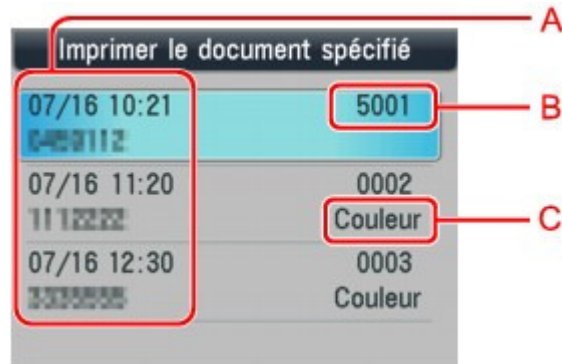 A
Imprimer le document spécifié
07/16 10:21 5001 B
07/16 11:20 0002
Couleur C
07/16 12:30 0003
Couleur